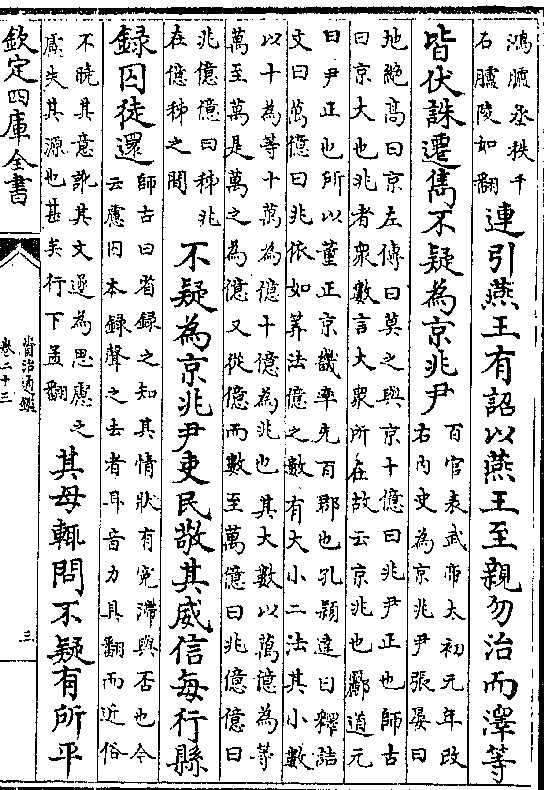 鴻臚丞秩千
石臚陵如翻
連引燕王有詔以燕王至親勿治而澤等
皆伏誅遷雋不疑為京兆尹
百官表武帝太初元年改
右内史為京兆尹張晏曰
地絶髙曰京左傳曰莫之與京十億曰兆尹正也師古
曰京大也兆者衆數言大衆所在故云京兆也酈道元
曰尹正也所以董正京畿率先百郡也孔穎達曰釋詁
文曰萬億曰兆依如筭法億之數有大小二法其小數
以十為等十萬為億十億為兆也其大數以萬億為等
萬至萬是萬之為億又從億而數至萬億曰兆億億曰
兆億億曰秭兆
在億秭之間
不疑為京兆尹吏民敬其威信每行縣
録囚徒還
師古曰省録之知其情狀有寃滯與否也今
云慮囚本録聲之去者耳音力具翻而近俗
不曉其意訛其文遂為思慮之
慮失其源也甚矣行下孟翻
其母輒問不疑有所平
欽定四庫全書
資治通鑑
卷二十三
三